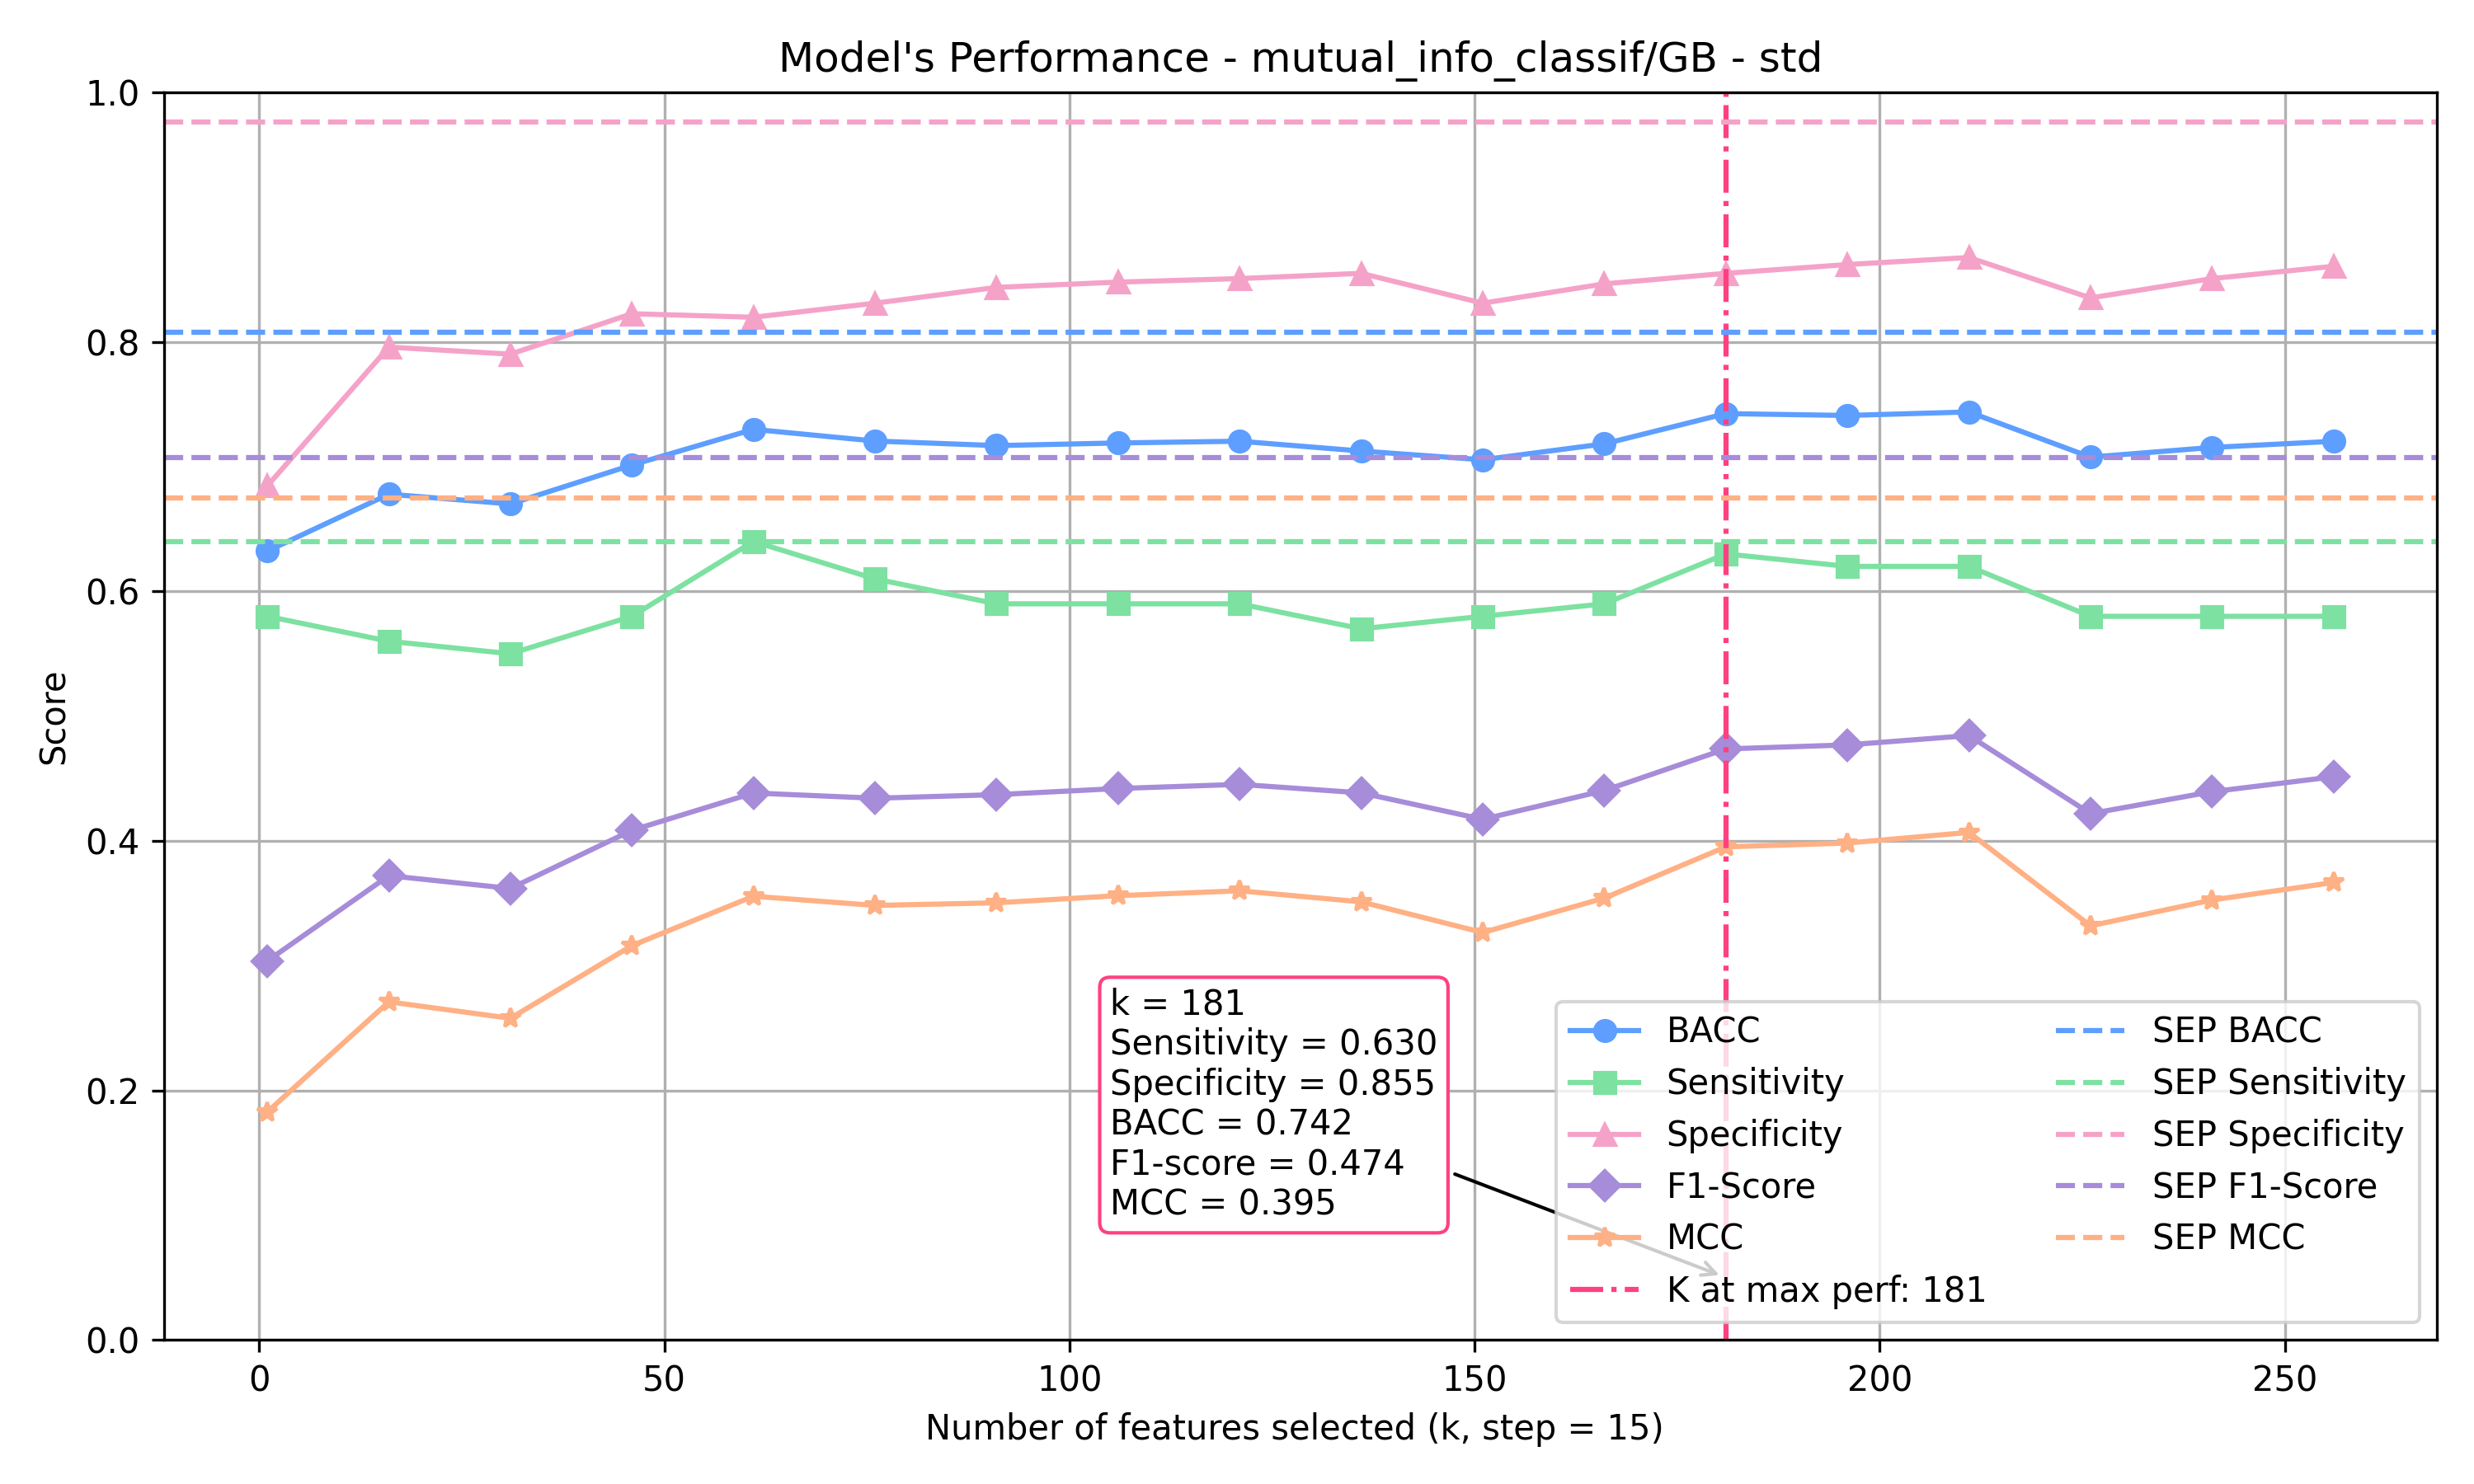 Model's Performance - mutual_info_classif/GB - std
1.0
0.8
0.6
0.4
0.2
0.0
Score
k = 181
Sensitivity = 0.630
Specificity = 0.855
BACC = 0.742
F1-score = 0.474
MCC = 0.395
BACC
Sensitivity
Specificity
F1-Score
MCC
K at max perf: 181
SEP BACC
SEP Sensitivity
SEP Specificity
SEP F1-Score
SEP MCC
0 50 100 150 200 250
Number of features selected (k, step = 15)